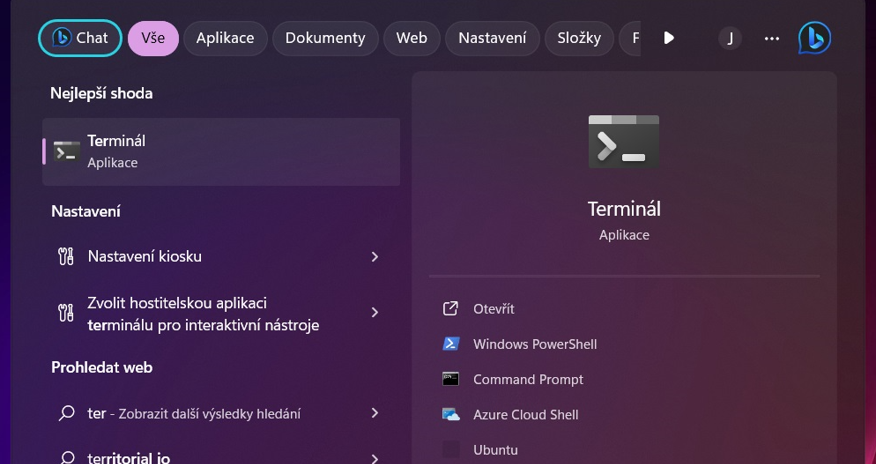 Chat
Vše
Aplikace
Dokumenty
Web
Nastavení
Složky
F
J
Nejlepší shoda
Terminál
Aplikace
Nastavení
Nastavení kiosku
Zvolit hostitelskou aplikaci
terminálu pro interaktivní nástroje
Prohledat web
ter - Zobrazit další výsledky hledání
territorial io
Terminál
Aplikace
Otevřít
Windows PowerShell
Command Prompt
Azure Cloud Shell
Ubuntu